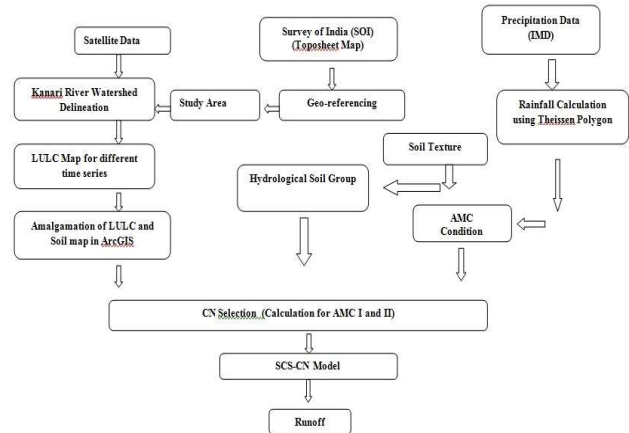 Satellite Data
Survey of India (SOI)
(Toposheet Map)
Precipitation Data
(IMD)
Kanari River Watershed
Delineation
Study Area
Geo-referencing
Rainfall Calculation
using Theissen Polygon
Soil Texture
LULC Map for different
time series
Hydrological Soil Group
Amalgamation of LULC and
Soil map in ArcGIS
AMC
Condition
CN Selection (Calculation for AMC I and II)
SCS-CN Model
Runoff